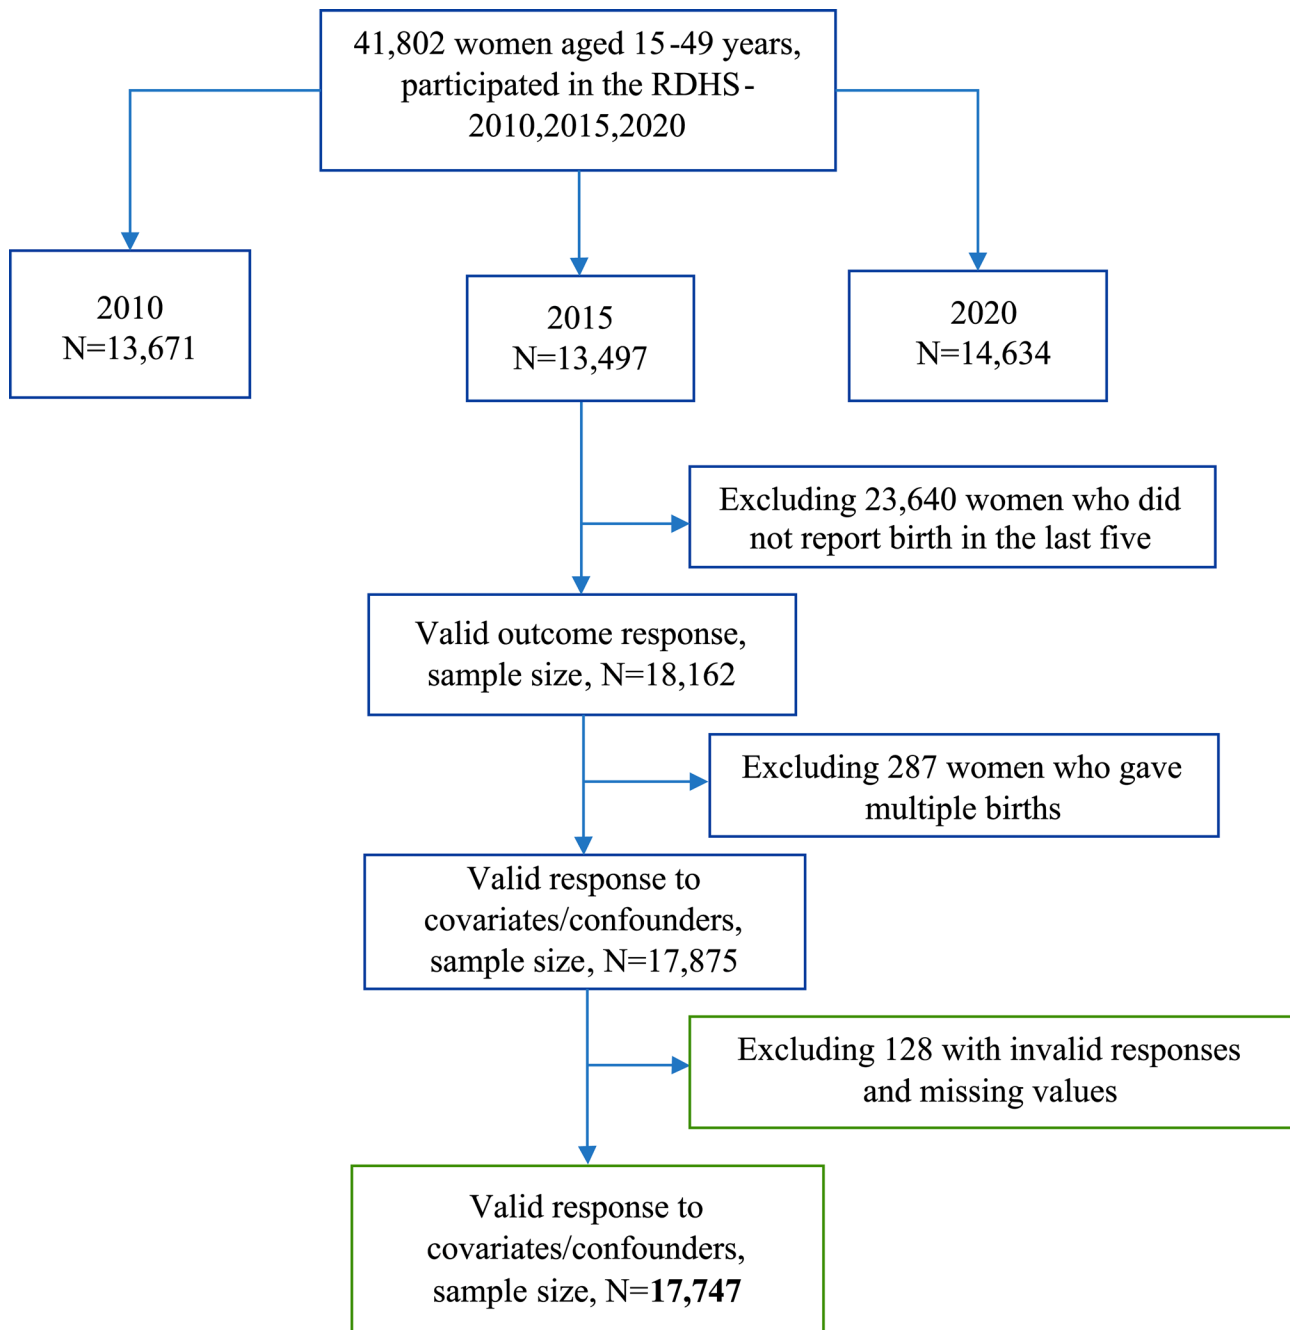 41,802 women aged 15-49 years,
participated in the RDHS-
2010,2015,2020
2010
N=13,671
2015
N=13,497
2020
N=14,634
Excluding 23,640 women who did
not report birth in the last five
Valid outcome response,
sample size, N=18,162
Excluding 287 women who gave
multiple births
Valid response to
covariates/confounders,
sample size, N=17,875
Excluding 128 with invalid responses
and missing values
Valid response to
covariates/confounders,
sample size, N=17,747